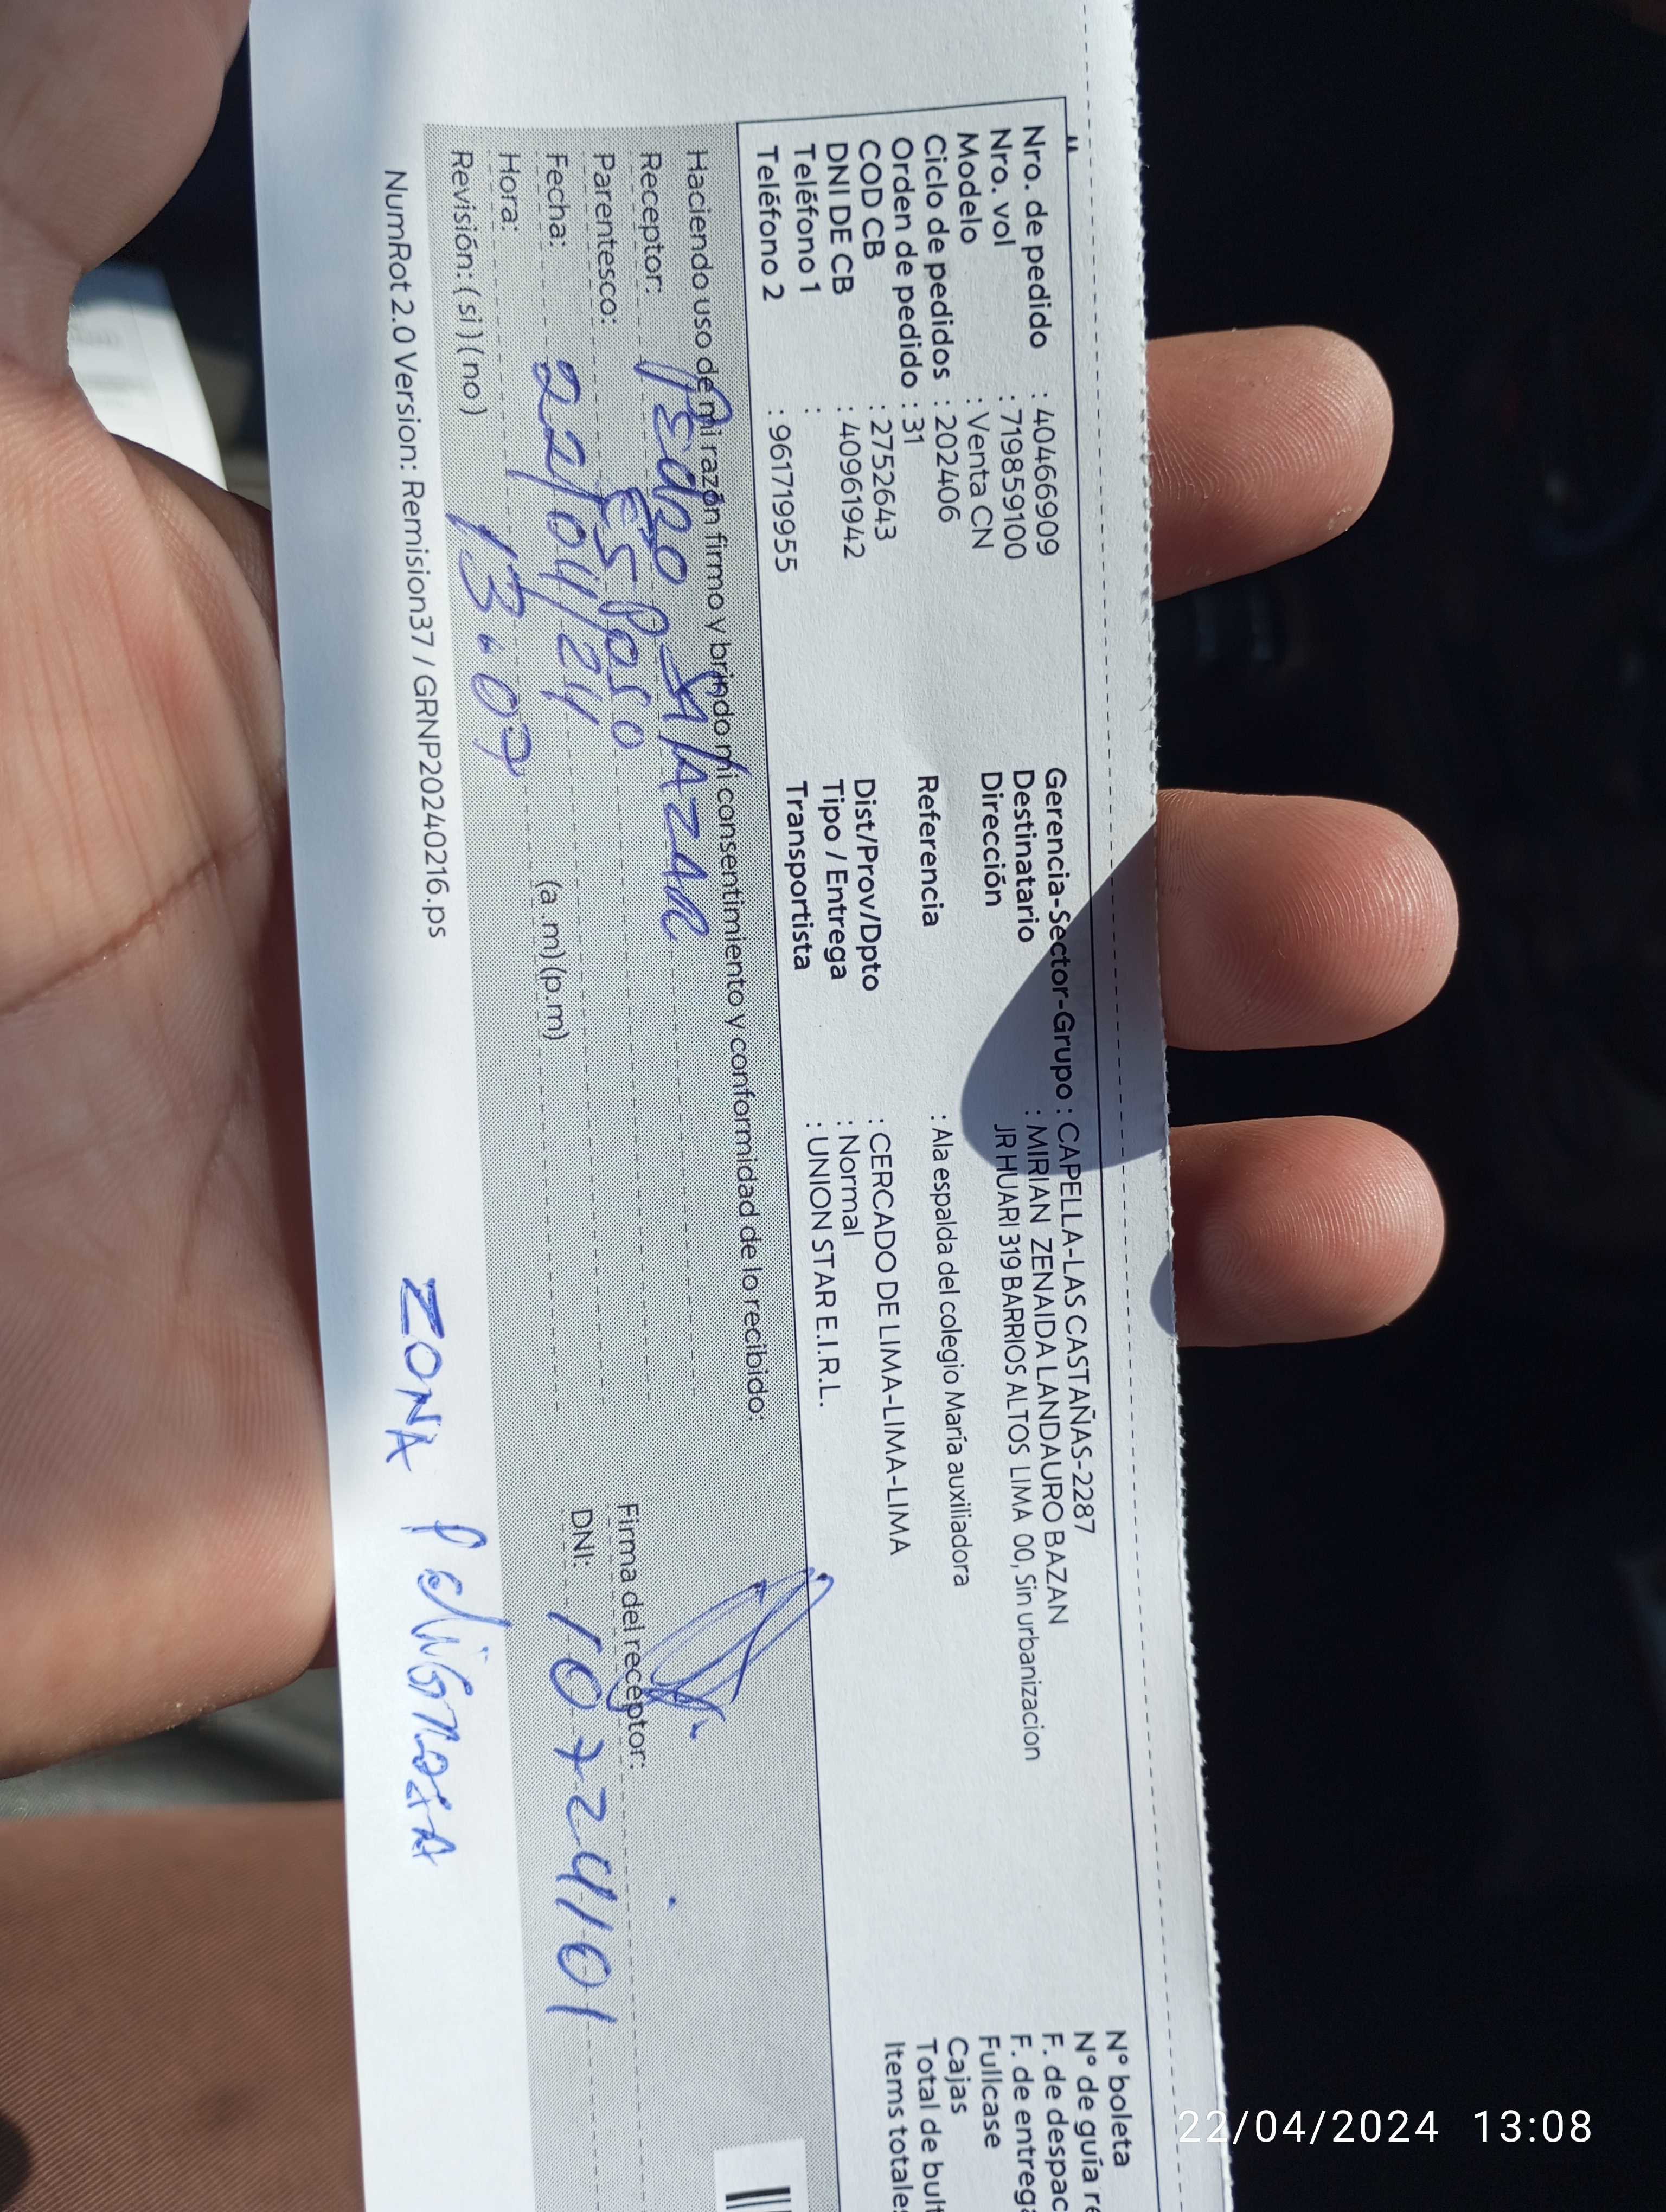 Nro. de pedido : 404666909
Nro. vol : 719859100
Modelo : Venta CN
Ciclo de pedidos : 202406
Orden de pedido : 31
COD CB : 2752643
DNI DE CB : 40961942
Teléfono 1 :
Teléfono 2 : 961719955
Gerencia-Sector-Grupo : CAPELLA-LAS CASTAÑAS-2287
Destinatario : MIRIAN ZENAIDA LANDAURO BAZAN
Dirección JR HUARI 319 BARRIOS ALTOS LIMA 00, Sin urbanizacion
Referencia : Ala espalda del colegio María auxiliadora
Dist/Prov/Dpto : CERCADO DE LIMA-LIMA-LIMA
Tipo / Entrega : Normal
Transportista : UNION STAR E.I.R.L.
N° boleta
N° de guía re
F. de despac
F. de entreg
Fullcase
Cajas
Total de bult
Items totale
Haciendo uso de mi razón firmo y brindo mi consentimiento y conformidad de lo recibido:
Receptor: PEdRO SALAZAR
Parentesco: ESPOSO
Fecha: 22/04/24
Hora: 13:07 (a.m) (p.m)
Revisión: (si) (no)
Firma del receptor:
DNI: 10724101
NumRot 2.0 Version: Remision37 / GRNP20240216.ps
ZONA PeliGROSA
22/04/2024 13:08